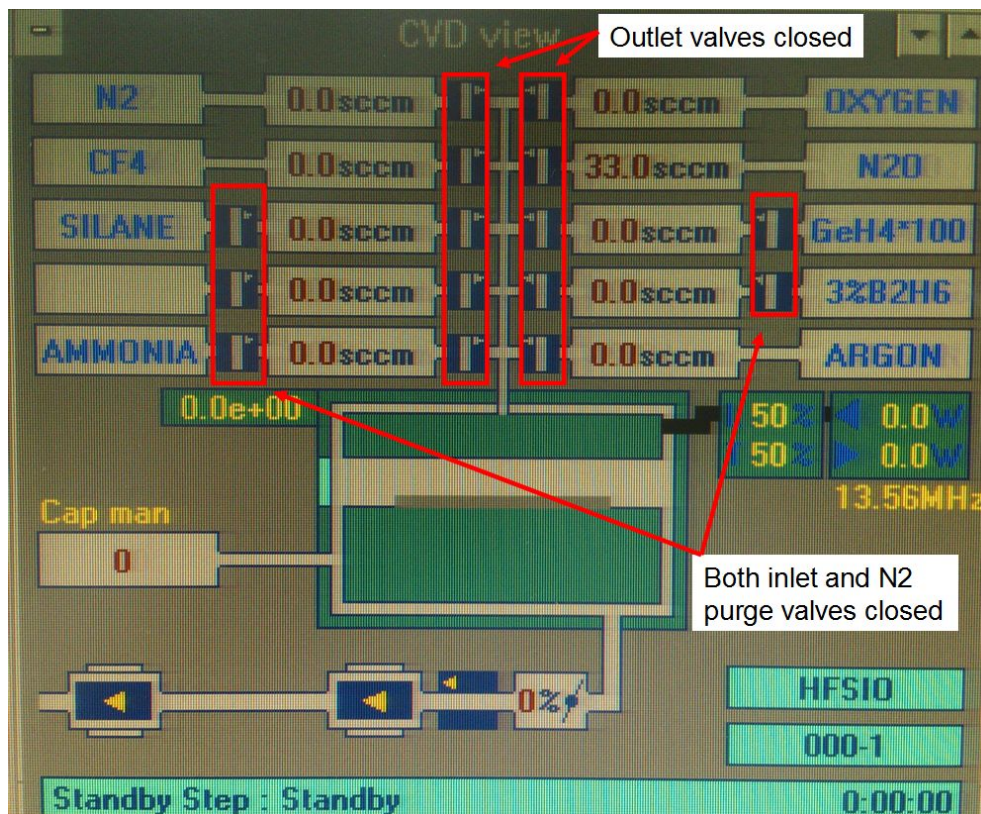 CVD view
Outlet valves closed
N2 0.0sccm 0.0sccm OXYGEN
CF4 0.0sccm 33.0sccm N2O
SILANE 0.0sccm 0.0sccm GeH4*100
0.0sccm 0.0sccm 3%B2H6
AMMONIA 0.0sccm 0.0sccm ARGON
0.0e+00 50% 0.0W
50% 0.0W
13.56MHz
Cap man
0
Both inlet and N2
purge valves closed
0%
HFSIO
000-1
Standby Step : Standby 0:00:00